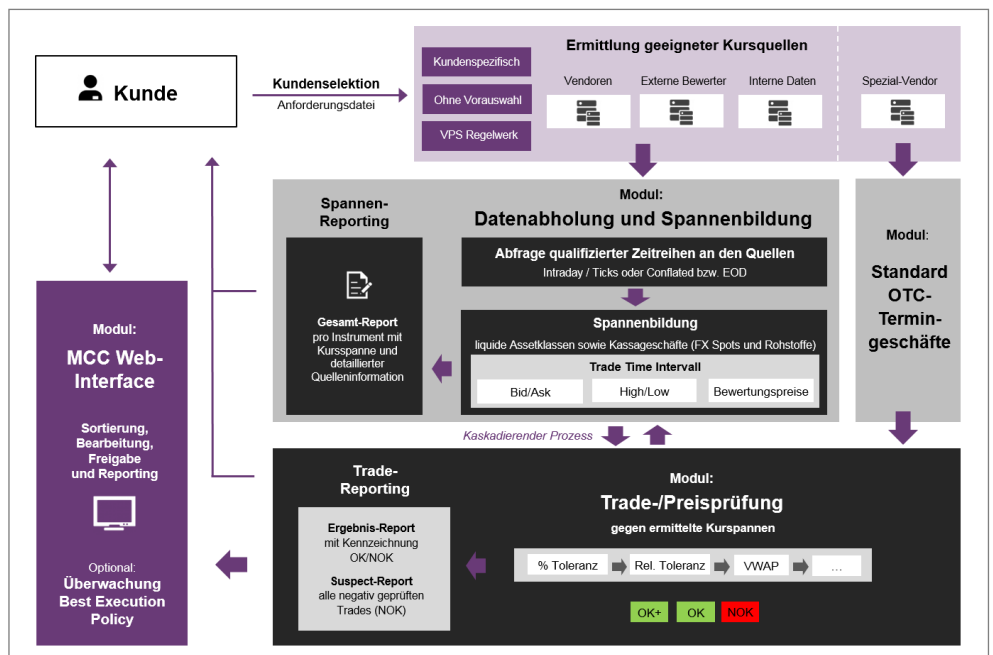 Kunde
Kundenselektion
Anforderungsdatei
Ermittlung geeigneter Kursquellen
Kundenspezifisch
Ohne Vorauswahl
VPS Regelwerk
Vendoren
Externe Bewerter
Interne Daten
Spezial-Vendor
Spannen-
Reporting
Gesamt-Report
pro Instrument mit
Kursspanne und
detaillierter
Quelleninformation
Modul:
Datenabholung und Spannenbildung
Abfrage qualifizierter Zeitreihen an den Quellen
Intraday / Ticks oder Conflated bzw. EOD
Spannenbildung
liquide Assetklassen sowie Kassageschäfte (FX Spots und Rohstoffe)
Trade Time Intervall
Bid/Ask
High/Low
Bewertungspreise
Modul:
Standard
OTC-
Termin-
geschäfte
Modul:
MCC Web-
Interface
Sortierung,
Bearbeitung,
Freigabe
und Reporting
Optional:
Überwachung
Best Execution
Policy
Kaskadierender Prozess
Trade-
Reporting
Ergebnis-Report
mit Kennzeichnung
OK/NOK
Suspect-Report
alle negativ geprüften
Trades (NOK)
Modul:
Trade-/Preisprüfung
gegen ermittelte Kurspannen
% Toleranz
Rel. Toleranz
VWAP
...
OK+
OK
NOK